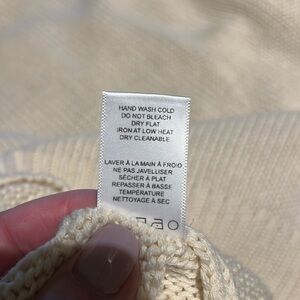 HAND WASH COLD
DO NOT BLEACH
DRY FLAT
IRON AT LOW HEAT
DRY CLEANABLE
LAVER À LA MAIN À FROID
NE PAS JAVELLISER
SÉCHER À PLAT
REPASSER À BASSE
TEMPÉRATURE
NETTOYAGE À SEC